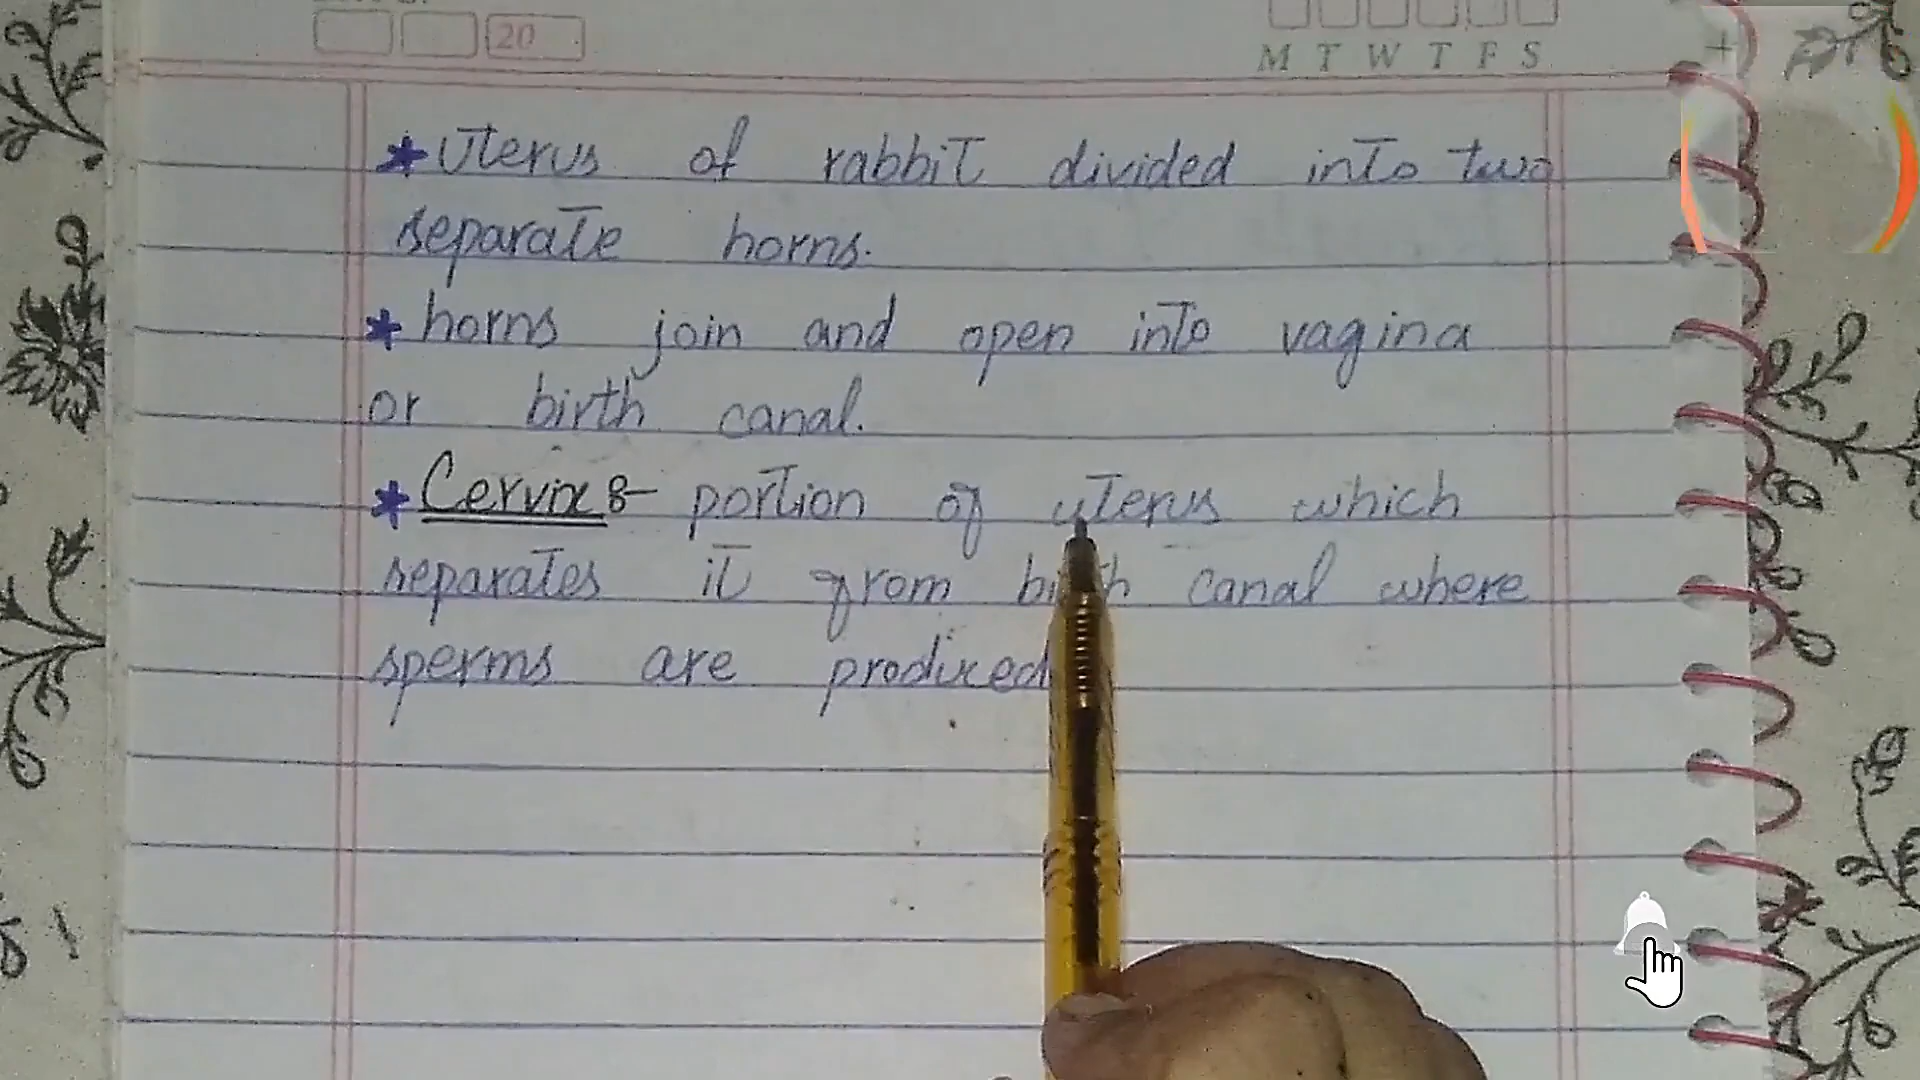 20
M T W T F S
* Uterus of rabbit divided into two
separate horns.
* horns join and open into vagina
or birth canal.
* Cervix :- portion of uterus which
separates it from birth canal where
sperms are produced